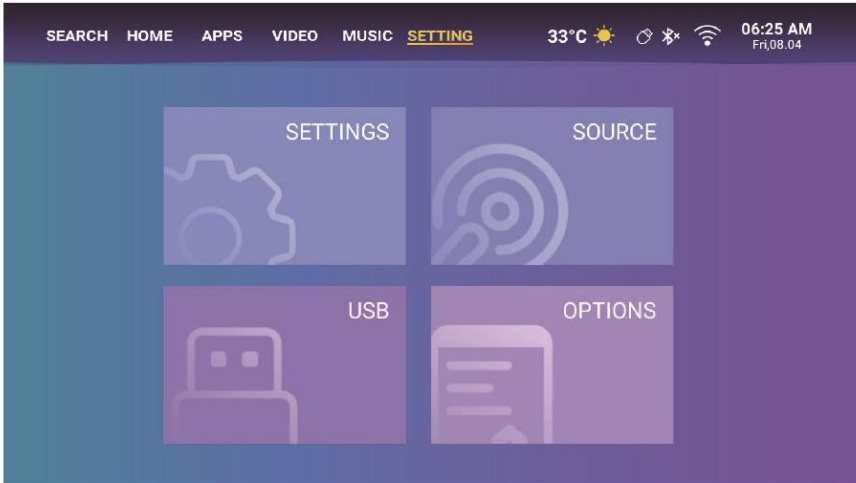 SEARCH HOME APPS VIDEO MUSIC SETTING 33°C 06:25 AM
Fri,08.04
SETTINGS
SOURCE
USB
OPTIONS